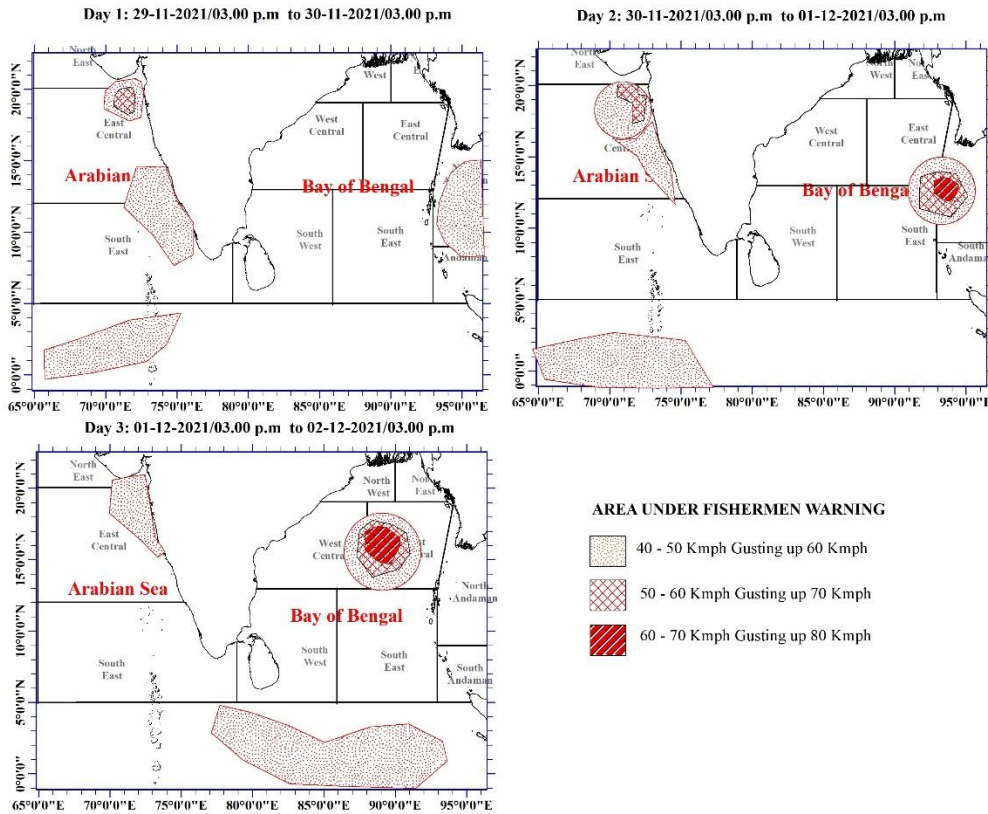 Day 1: 29-11-2021/03.00 p.m to 30-11-2021/03.00 p.m
North
East
West
20°0'0"N
15°0'0"N
10°0'0"N
5°0'0"N
0°0'0"
East
Central
West
Central
East
Central
Arabian
Bay of Bengal
South
East
South
West
South
East
Andaman
65°0'0"E 70°0'0"E 75°0'0"E 80°0'0"E 85°0'0"E 90°0'0"E 95°0'0"E
Day 2: 30-11-2021/03.00 p.m to 01-12-2021/03.00 p.m
North
East
West
East
20°0'0"N
15°0'0"N
10°0'0"N
5°0'0"N
0°0'0"
West
Central
East
Central
Arabian S
Bay of Benga
South
East
South
West
South
East
South
Andaman
65°0'0"E 70°0'0"E 75°0'0"E 80°0'0"E 85°0'0"E 90°0'0"E 95°0'0"E
Day 3: 01-12-2021/03.00 p.m to 02-12-2021/03.00 p.m
North
East
North
West
20°0'0"N
15°0'0"N
10°0'0"N
5°0'0"N
0°0'0"
East
Central
West
Arabian Sea
Bay of Bengal
North
Andaman
South
East
South
West
South
East
South
Andaman
65°0'0"E 70°0'0"E 75°0'0"E 80°0'0"E 85°0'0"E 90°0'0"E 95°0'0"E
AREA UNDER FISHERMEN WARNING
40 - 50 Kmph Gusting up 60 Kmph
50 - 60 Kmph Gusting up 70 Kmph
60 - 70 Kmph Gusting up 80 Kmph